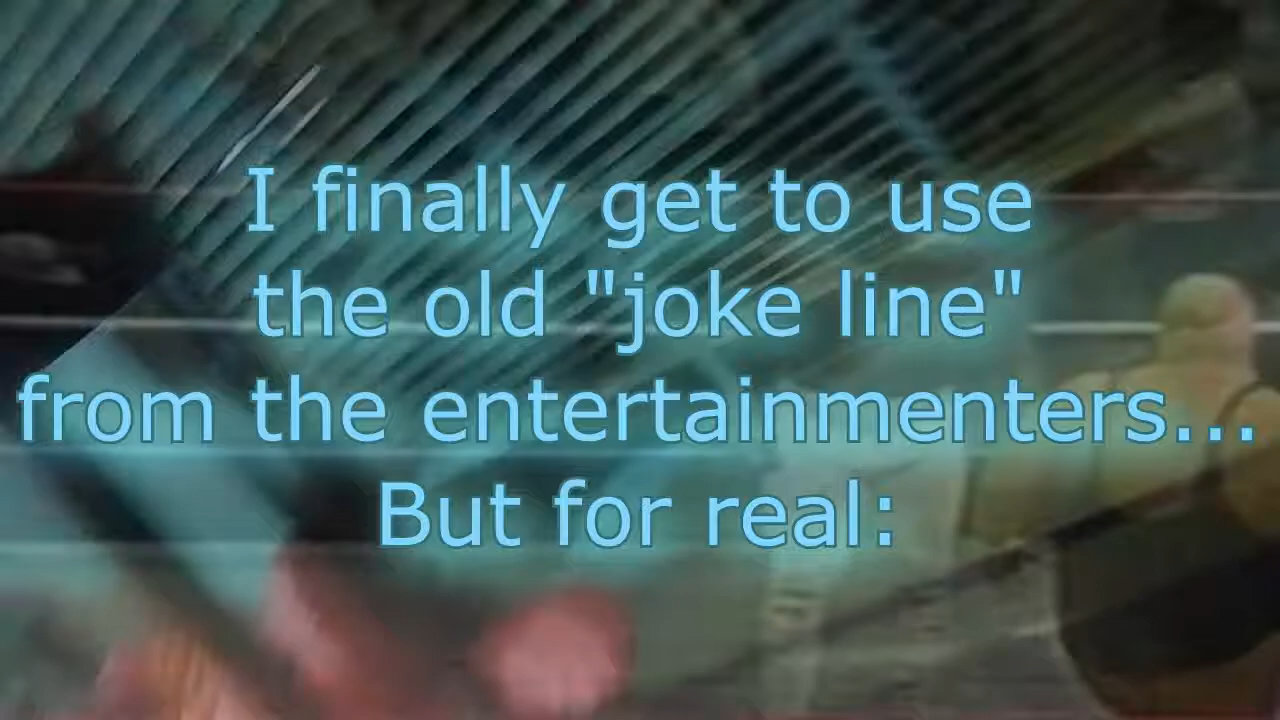 I finally get to use
the old "joke line"
from the entertainmenters...
But for real: